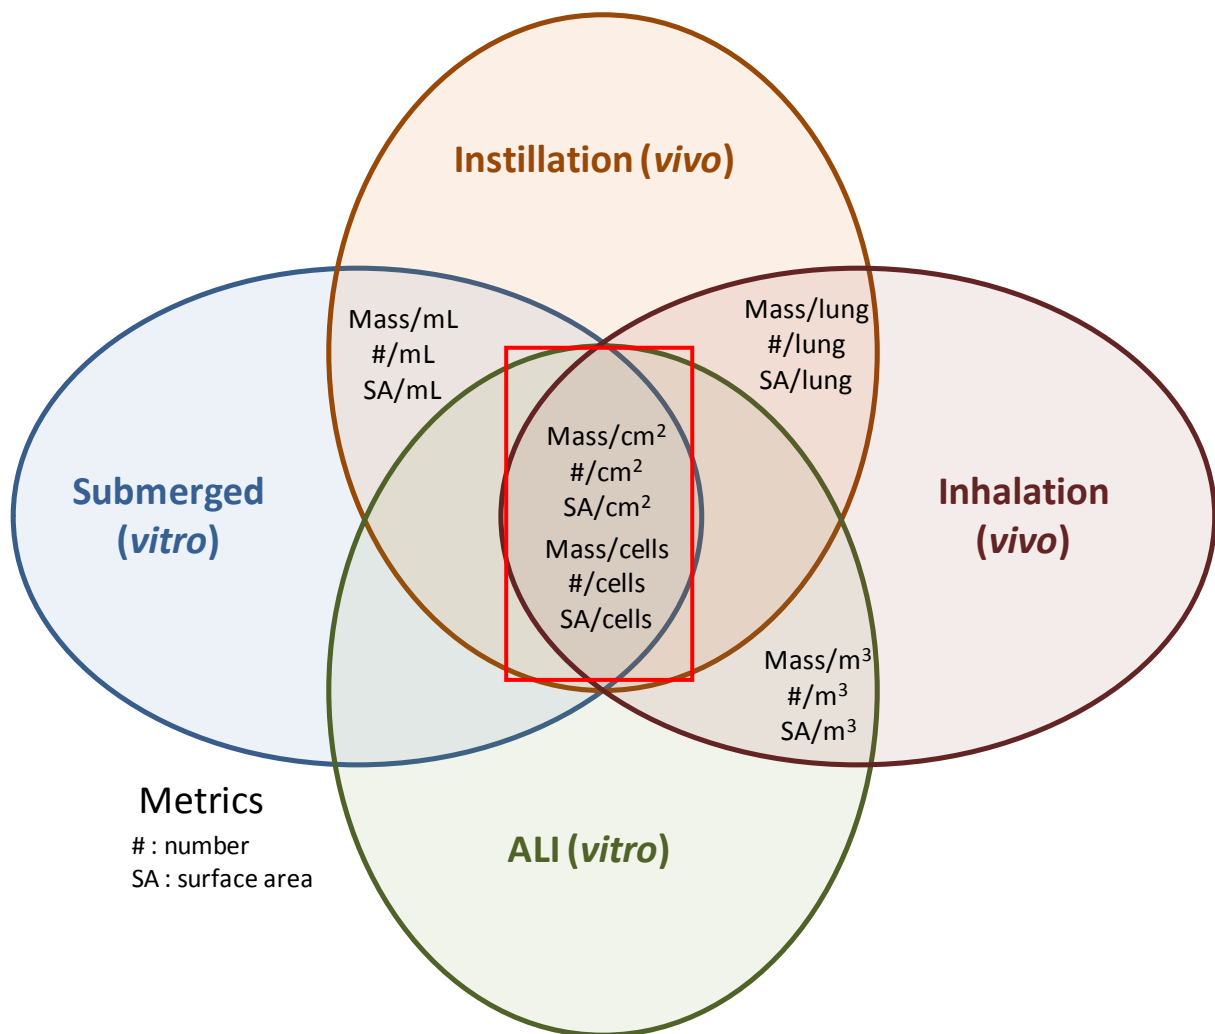 Instillation (vivo)
Mass/mL
#/mL
SA/mL
Mass/lung
#/lung
SA/lung
Submerged
(vitro)
Mass/cm²
#/cm²
SA/cm²
Mass/cells
#/cells
SA/cells
Inhalation
(vivo)
Mass/m³
#/m³
SA/m³
Metrics
# : number
SA : surface area
ALI (vitro)